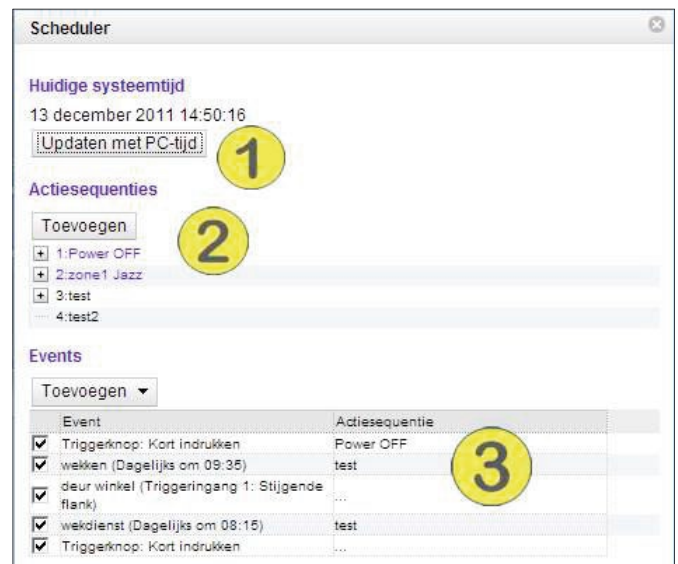 Scheduler
Huidige systeemtijd
13 december 2011 14:50:16
Updaten met PC-tijd
1
Actiesequenties
Toevoegen
2
1:Power OFF
2:zone1 Jazz
3:test
4:test2
Events
Toevoegen
Event Actiesequentie
Triggerknop: Kort indrukken Power OFF
wekken (Dagelijks om 09:35) test
3
deur winkel (Triggeringang 1: Stijgende
flank) ...
wekdienst (Dagelijks om 08:15) test
Triggerknop: Kort indrukken ...